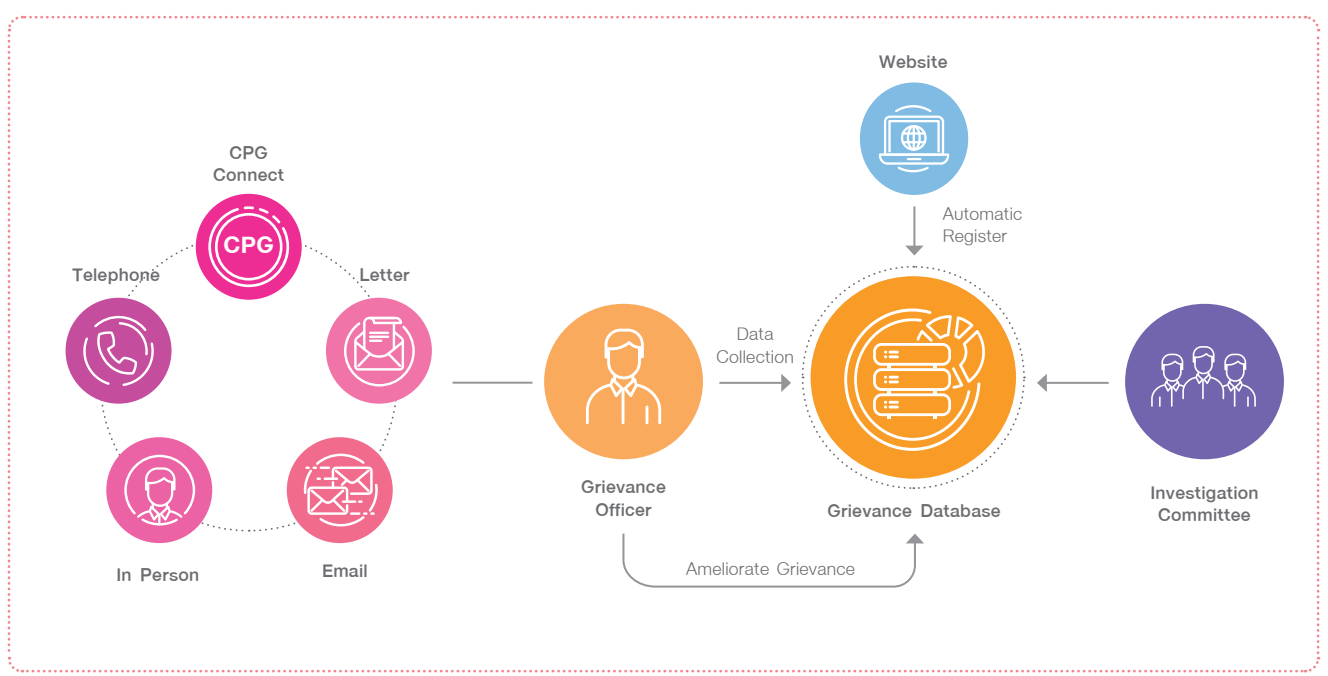 CPG
Connect
CPG
Telephone
Letter
In Person
Email
Grievance
Officer
Data
Collection
Website
Automatic
Register
Grievance Database
Ameliorate Grievance
Investigation
Committee